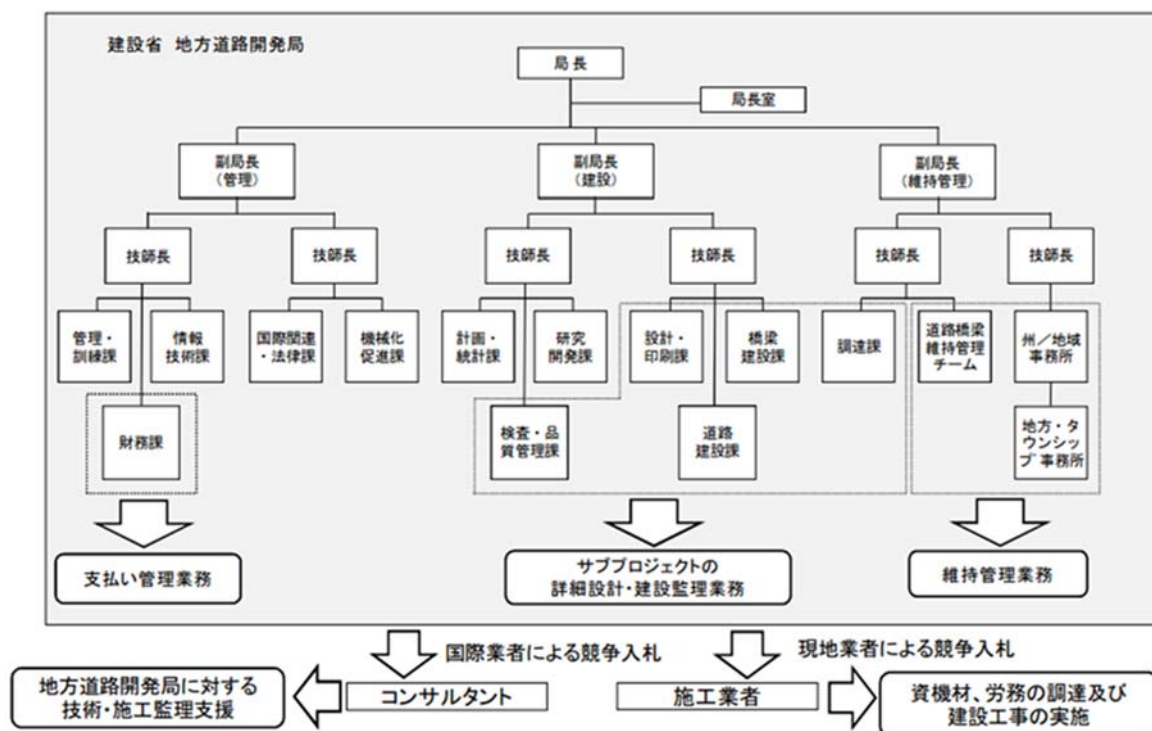 建設省 地方道路開発局
局長
局長室
副局長
（管理）
副局長
（建設）
副局長
（維持管理）
技師長
技師長
技師長
技師長
技師長
技師長
管理・
訓練課
情報
技術課
国際関連
・法律課
機械化
促進課
計画・
統計課
研究
開発課
設計・
印刷課
橋梁
建設課
調達課
道路橋梁
維持管理
チーム
州／地域
事務所
財務課
検査・品
質管理課
道路
建設課
地方・タ
ウンシッ
プ事務所
支払い管理業務
サブプロジェクトの
詳細設計・建設監理業務
維持管理業務
国際業者による競争入札
現地業者による競争入札
地方道路開発局に対する
技術・施工監理支援
コンサルタント
施工業者
資機材、労務の調達及び
建設工事の実施